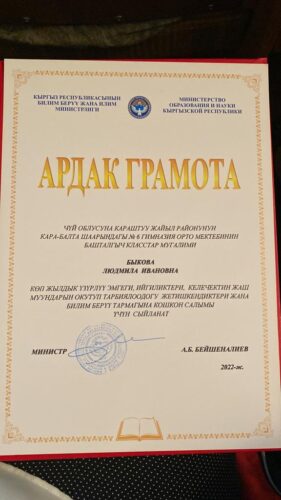 КЫРГЫЗ РЕСПУБЛИКАСЫНЫН
БИЛИМ БЕРҮҮ ЖАНА ИЛИМ
МИНИСТРЛИГИ
МИНИСТЕРСТВО
ОБРАЗОВАНИЯ И НАУКИ
КЫРГЫЗСКОЙ РЕСПУБЛИКИ
АРДАК ГРАМОТА
ЧҮЙ ОБЛУСУНА КАРАШТУУ ЖАЙЫЛ РАЙОНУНУН
КАРА-БАЛТА ШААРЫНДАГЫ № 6 ГИМНАЗИЯ ОРТО МЕКТЕБИНИН
БАШТАЛГЫЧ КЛАССТАР МУГАЛИМИ
БЫКОВА
ЛЮДМИЛА ИВАНОВНА
КӨП ЖЫЛДЫК ҮЗҮРЛҮҮ ЭМГЕГИ, ИЙГИЛИКТЕРИ, КЕЛЕЧЕКТИН ЖАШ
МУУНДАРЫН ОКУТУП ТАРБИЯЛООДОГУ ЖЕТИШКЕНДИКТЕРИ ЖАНА
БИЛИМ БЕРҮҮ ТАРМАГЫНА КОШКОН САЛЫМЫ
ҮЧҮН СЫЙЛАНАТ
МИНИСТР
А.Б. БЕЙШЕНАЛИЕВ
2022-ж.